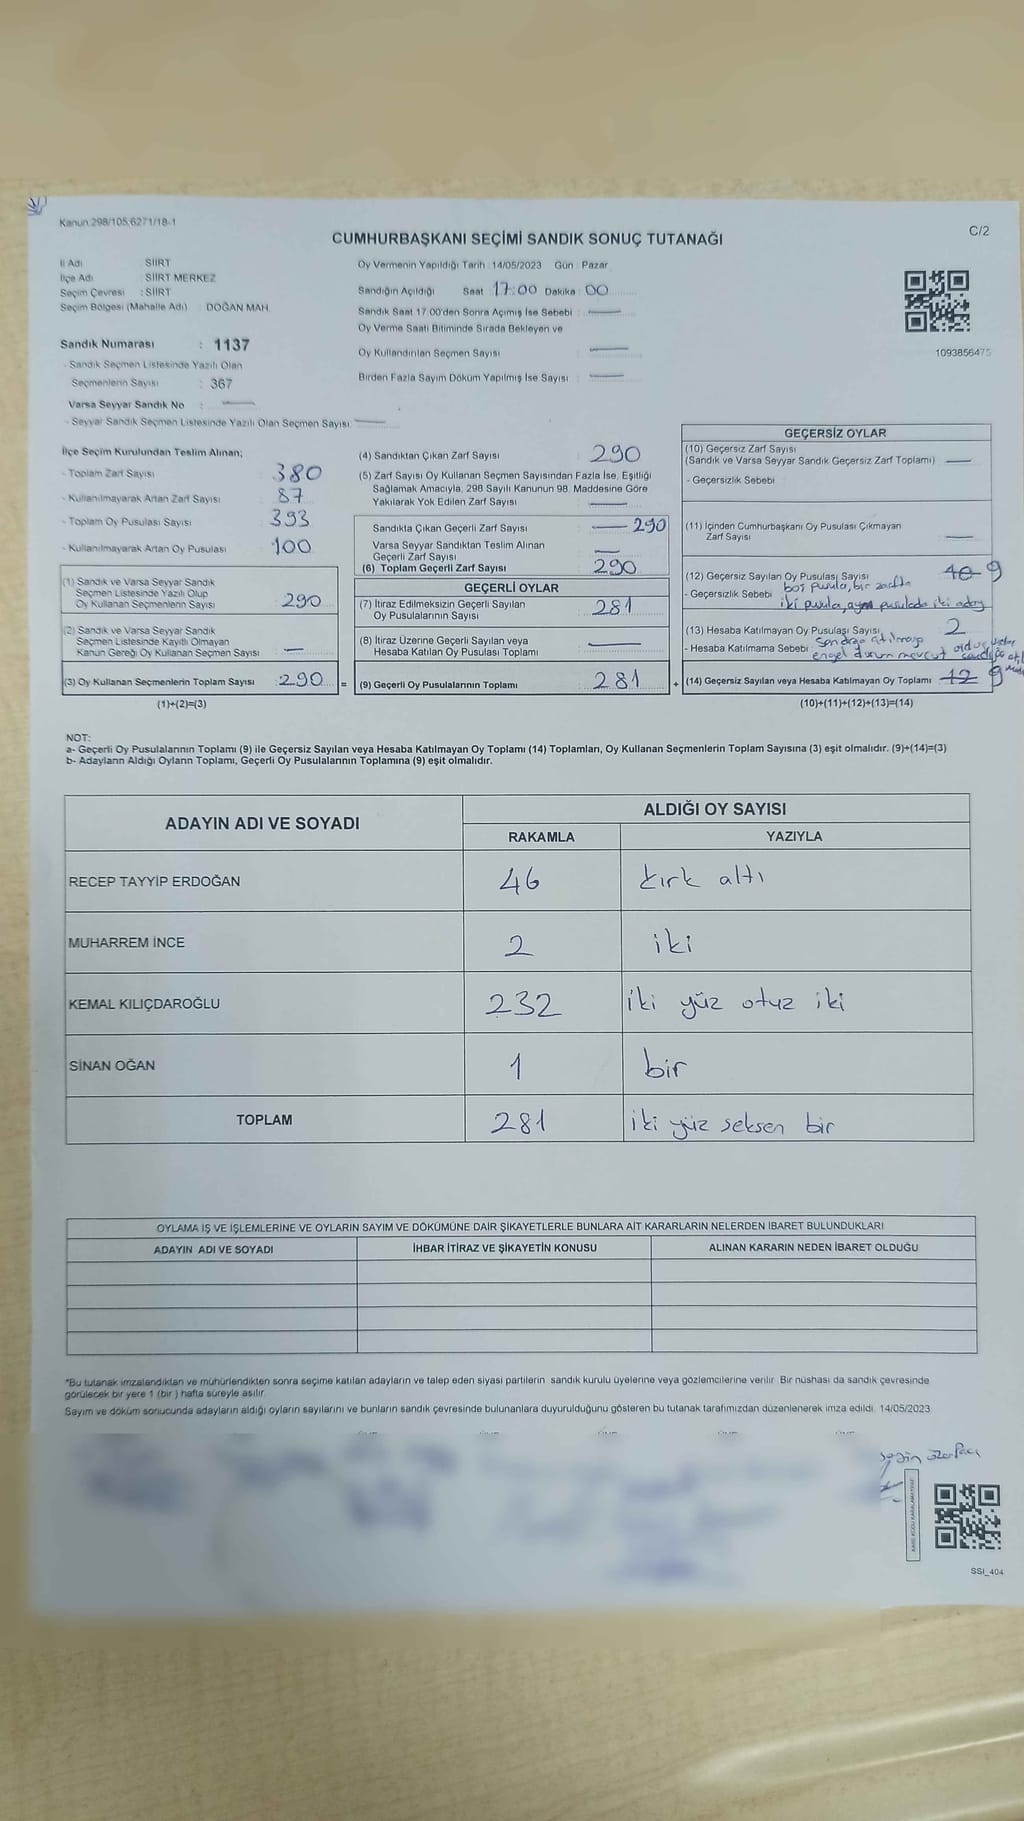 Kanun 298/105;6271/18-1
C/2
CUMHURBAŞKANI SEÇİMİ SANDIK SONUÇ TUTANAĞI
İl Adı SİİRT
İlçe Adı : SİİRT MERKEZ
Seçim Çevresi : SİİRT
Seçim Bölgesi (Mahalle Adı) : DOĞAN MAH.
Sandık Numarası : 1137
- Sandık Seçmen Listesinde Yazılı Olan
Seçmenlerin Sayısı : 367
Varsa Seyyar Sandık No :
- Seyyar Sandık Seçmen Listesinde Yazılı Olan Seçmen Sayısı:
Oy Vermenin Yapıldığı Tarih : 14/05/2023 Gün : Pazar
Sandığın Açıldığı Saat 17:00 Dakika : 00
Sandık Saat 17.00'den Sonra Açımış İse Sebebi :
Oy Verme Saati Bitiminde Sırada Bekleyen ve
Oy Kullandırılan Seçmen Sayısı
Birden Fazla Sayım Döküm Yapılmış İse Sayısı :
1093856475
İlçe Seçim Kurulundan Teslim Alınan;
- Toplam Zarf Sayısı : 380
- Kullanılmayarak Artan Zarf Sayısı : 87
- Toplam Oy Pusulası Sayısı : 393
- Kullanılmayarak Artan Oy Pusulası : 100
(1) Sandık ve Varsa Seyyar Sandık
Seçmen Listesinde Yazılı Olup
Oy Kullanan Seçmenlerin Sayısı : 290
(2) Sandık ve Varsa Seyyar Sandık
Seçmen Listesinde Kayıtlı Olmayan
Kanun Gereği Oy Kullanan Seçmen Sayısı :
(3) Oy Kullanan Seçmenlerin Toplam Sayısı : 290 =
(1)+(2)=(3)
(4) Sandıktan Çıkan Zarf Sayısı : 290
(5) Zarf Sayısı Oy Kullanan Seçmen Sayısından Fazla İse, Eşitliği
Sağlamak Amacıyla, 298 Sayılı Kanunun 98. Maddesine Göre
Yakılarak Yok Edilen Zarf Sayısı :
Sandıkta Çıkan Geçerli Zarf Sayısı : 290
Varsa Seyyar Sandıktan Teslim Alınan
Geçerli Zarf Sayısı
(6) Toplam Geçerli Zarf Sayısı : 290
GEÇERLİ OYLAR
(7) İtiraz Edilmeksizin Geçerli Sayılan
Oy Pusulalarının Sayısı : 281
(8) İtiraz Üzerine Geçerli Sayılan veya
Hesaba Katılan Oy Pusulası Toplamı :
(9) Geçerli Oy Pusulalarının Toplamı : 281 +
GEÇERSİZ OYLAR
(10) Geçersiz Zarf Sayısı
(Sandık ve Varsa Seyyar Sandık Geçersiz Zarf Toplamı) :
- Geçersizlik Sebebi :
(11) İçinden Cumhurbaşkanı Oy Pusulası Çıkmayan
Zarf Sayısı :
(12) Geçersiz Sayılan Oy Pusulası Sayısı : 10 9
- Geçersizlik Sebebi : boş pusula, bir zarfta
iki pusula, aynı pusulada iki aday
(13) Hesaba Katılmayan Oy Pusulası Sayısı : 2
- Hesaba Katılmama Sebebi : sandığa atılmaya
engel durum mevcut
(14) Geçersiz Sayılan veya Hesaba Katılmayan Oy Toplamı : 12 9
(10)+(11)+(12)+(13)=(14)
NOT:
a- Geçerli Oy Pusulalarının Toplamı (9) ile Geçersiz Sayılan veya Hesaba Katılmayan Oy Toplamı (14) Toplamları, Oy Kullanan Seçmenlerin Toplam Sayısına (3) eşit olmalıdır. (9)+(14)=(3)
b- Adayların Aldığı Oyların Toplamı, Geçerli Oy Pusulalarının Toplamına (9) eşit olmalıdır.
ADAYIN ADI VE SOYADI
ALDIĞI OY SAYISI
RAKAMLA YAZIYLA
RECEP TAYYİP ERDOĞAN 46 kırk altı
MUHARREM İNCE 2 iki
KEMAL KILIÇDAROĞLU 232 iki yüz otuz iki
SİNAN OĞAN 1 bir
TOPLAM 281 iki yüz seksen bir
OYLAMA İŞ VE İŞLEMLERİNE VE OYLARIN SAYIM VE DÖKÜMÜNE DAİR ŞİKAYETLERLE BUNLARA AİT KARARLARIN NELERDEN İBARET BULUNDUKLARI
ADAYIN ADI VE SOYADI İHBAR İTİRAZ VE ŞİKAYETİN KONUSU ALINAN KARARIN NEDEN İBARET OLDUĞU
*Bu tutanak imzalandıktan ve mühürlendikten sonra seçime katılan adayların ve talep eden siyasi partilerin sandık kurulu üyelerine veya gözlemcilerine verilir. Bir nüshası da sandık çevresinde
görülecek bir yere 1 (bir ) hafta süreyle asılır.
Sayım ve döküm sonucunda adayların aldığı oyların sayılarını ve bunların sandık çevresinde bulunanlara duyurulduğunu gösteren bu tutanak tarafımızdan düzenlenerek imza edildi. 14/05/2023
SSI_404